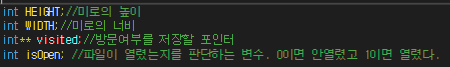 int HEIGHT;//미로의 높이
int WIDTH;//미로의 너비
int** visited;//방문여부를 저장할 포인터
int isOpen; //파일이 열렸는지를 판단하는 변수. 0이면 안열렸고 1이면 열렸다.